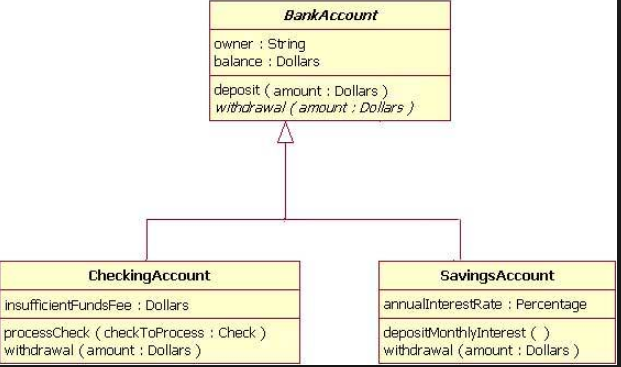 BankAccount
owner : String
balance : Dollars
deposit ( amount : Dollars )
withdrawal ( amount : Dollars )
CheckingAccount
insufficientFundsFee : Dollars
processCheck ( checkToProcess : Check )
withdrawal ( amount : Dollars )
SavingsAccount
annualInterestRate : Percentage
depositMonthlyInterest ( )
withdrawal ( amount : Dollars )